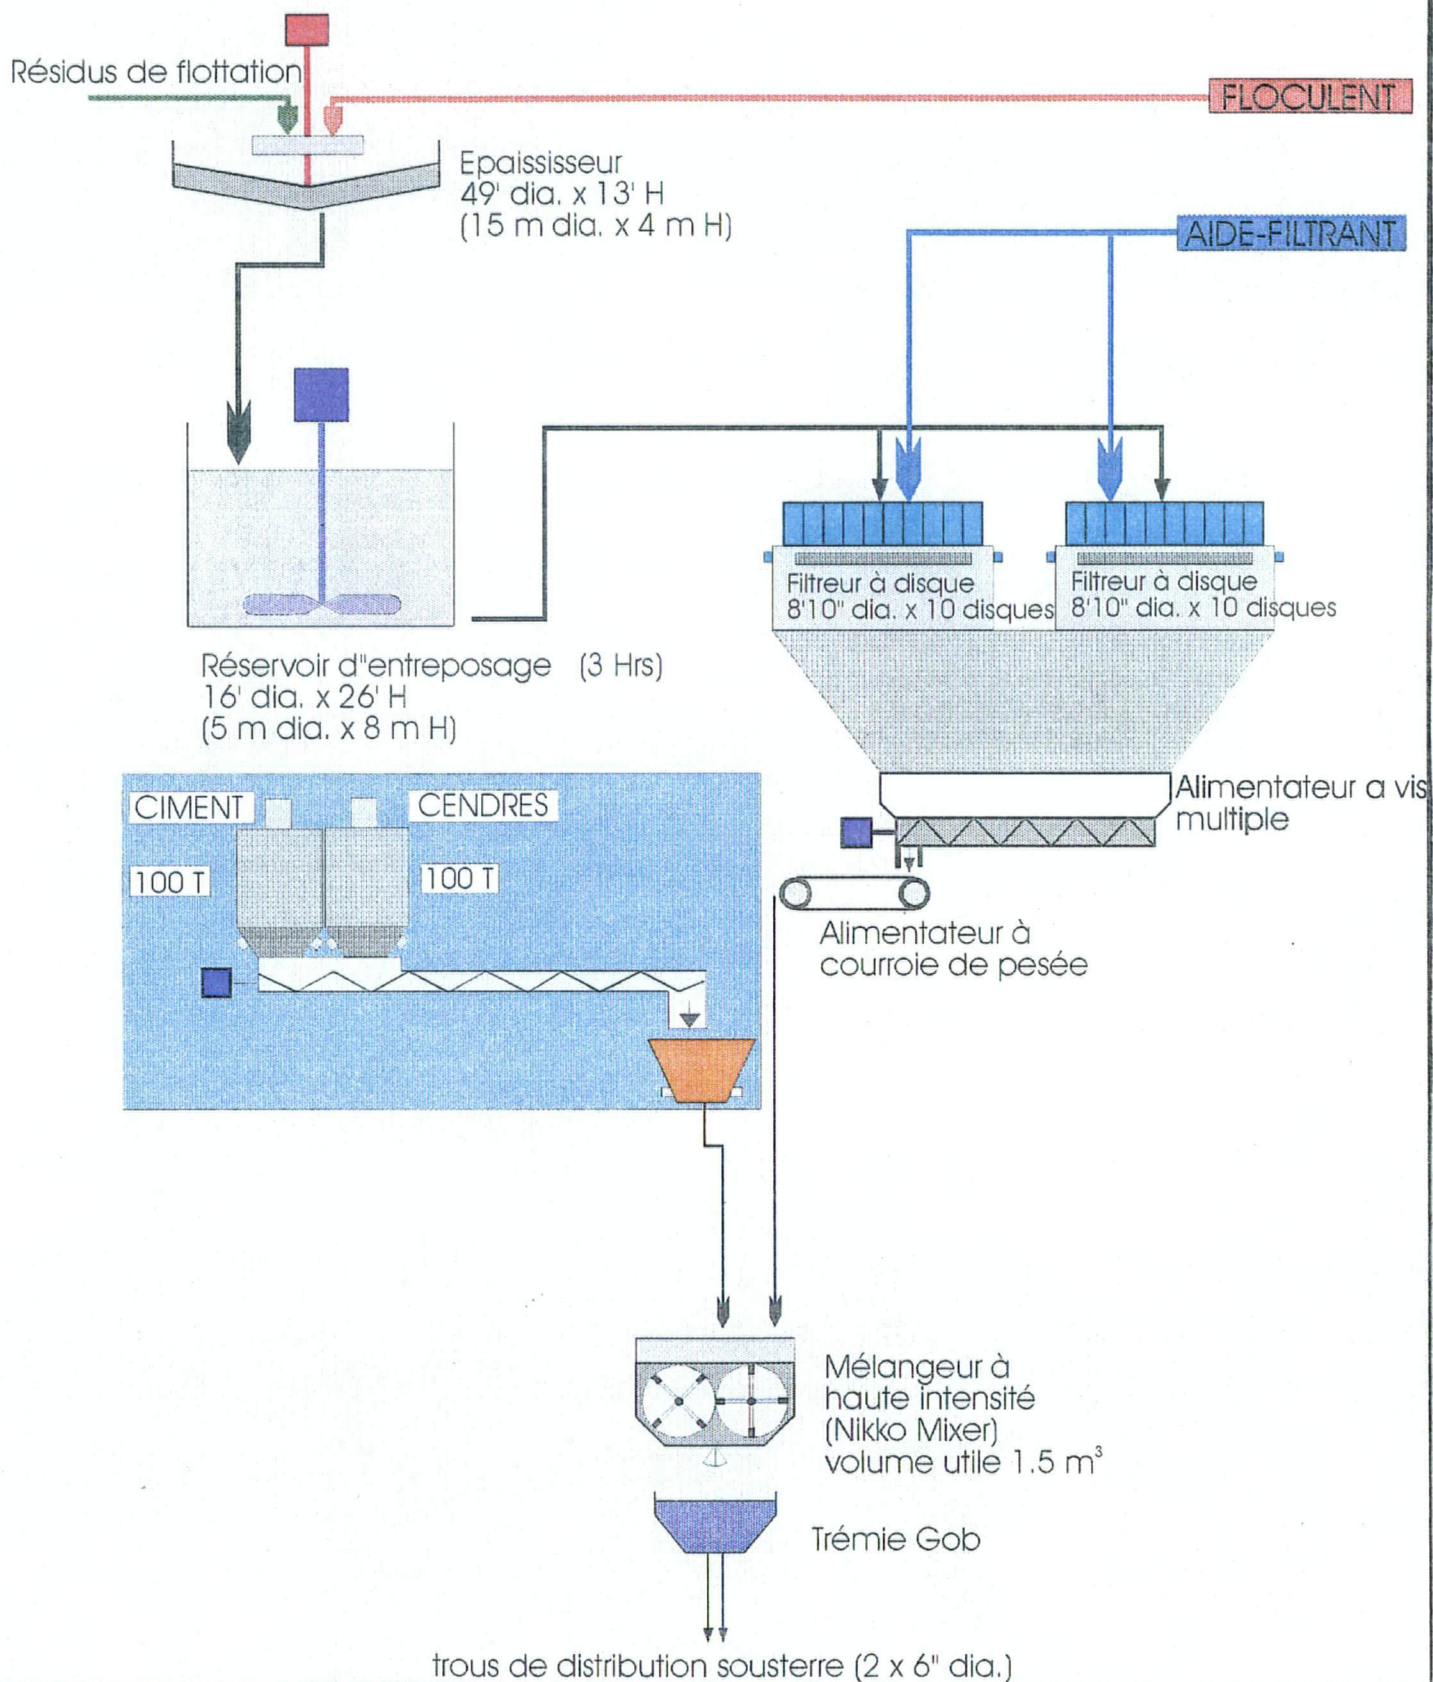 Résidus de flottation
FLOCULENT
Epaississeur
49' dia. x 13' H
(15 m dia. x 4 m H)
AIDE-FILTRANT
Filtreur à disque
8'10" dia. x 10 disques
Filtreur à disque
8'10" dia. x 10 disques
Réservoir d"entreposage (3 Hrs)
16' dia. x 26' H
(5 m dia. x 8 m H)
Alimentateur a vis
multiple
CIMENT
CENDRES
100 T
100 T
Alimentateur à
courroie de pesée
Mélangeur à
haute intensité
(Nikko Mixer)
volume utile 1.5 m³
Trémie Gob
trous de distribution sousterre (2 x 6" dia.)